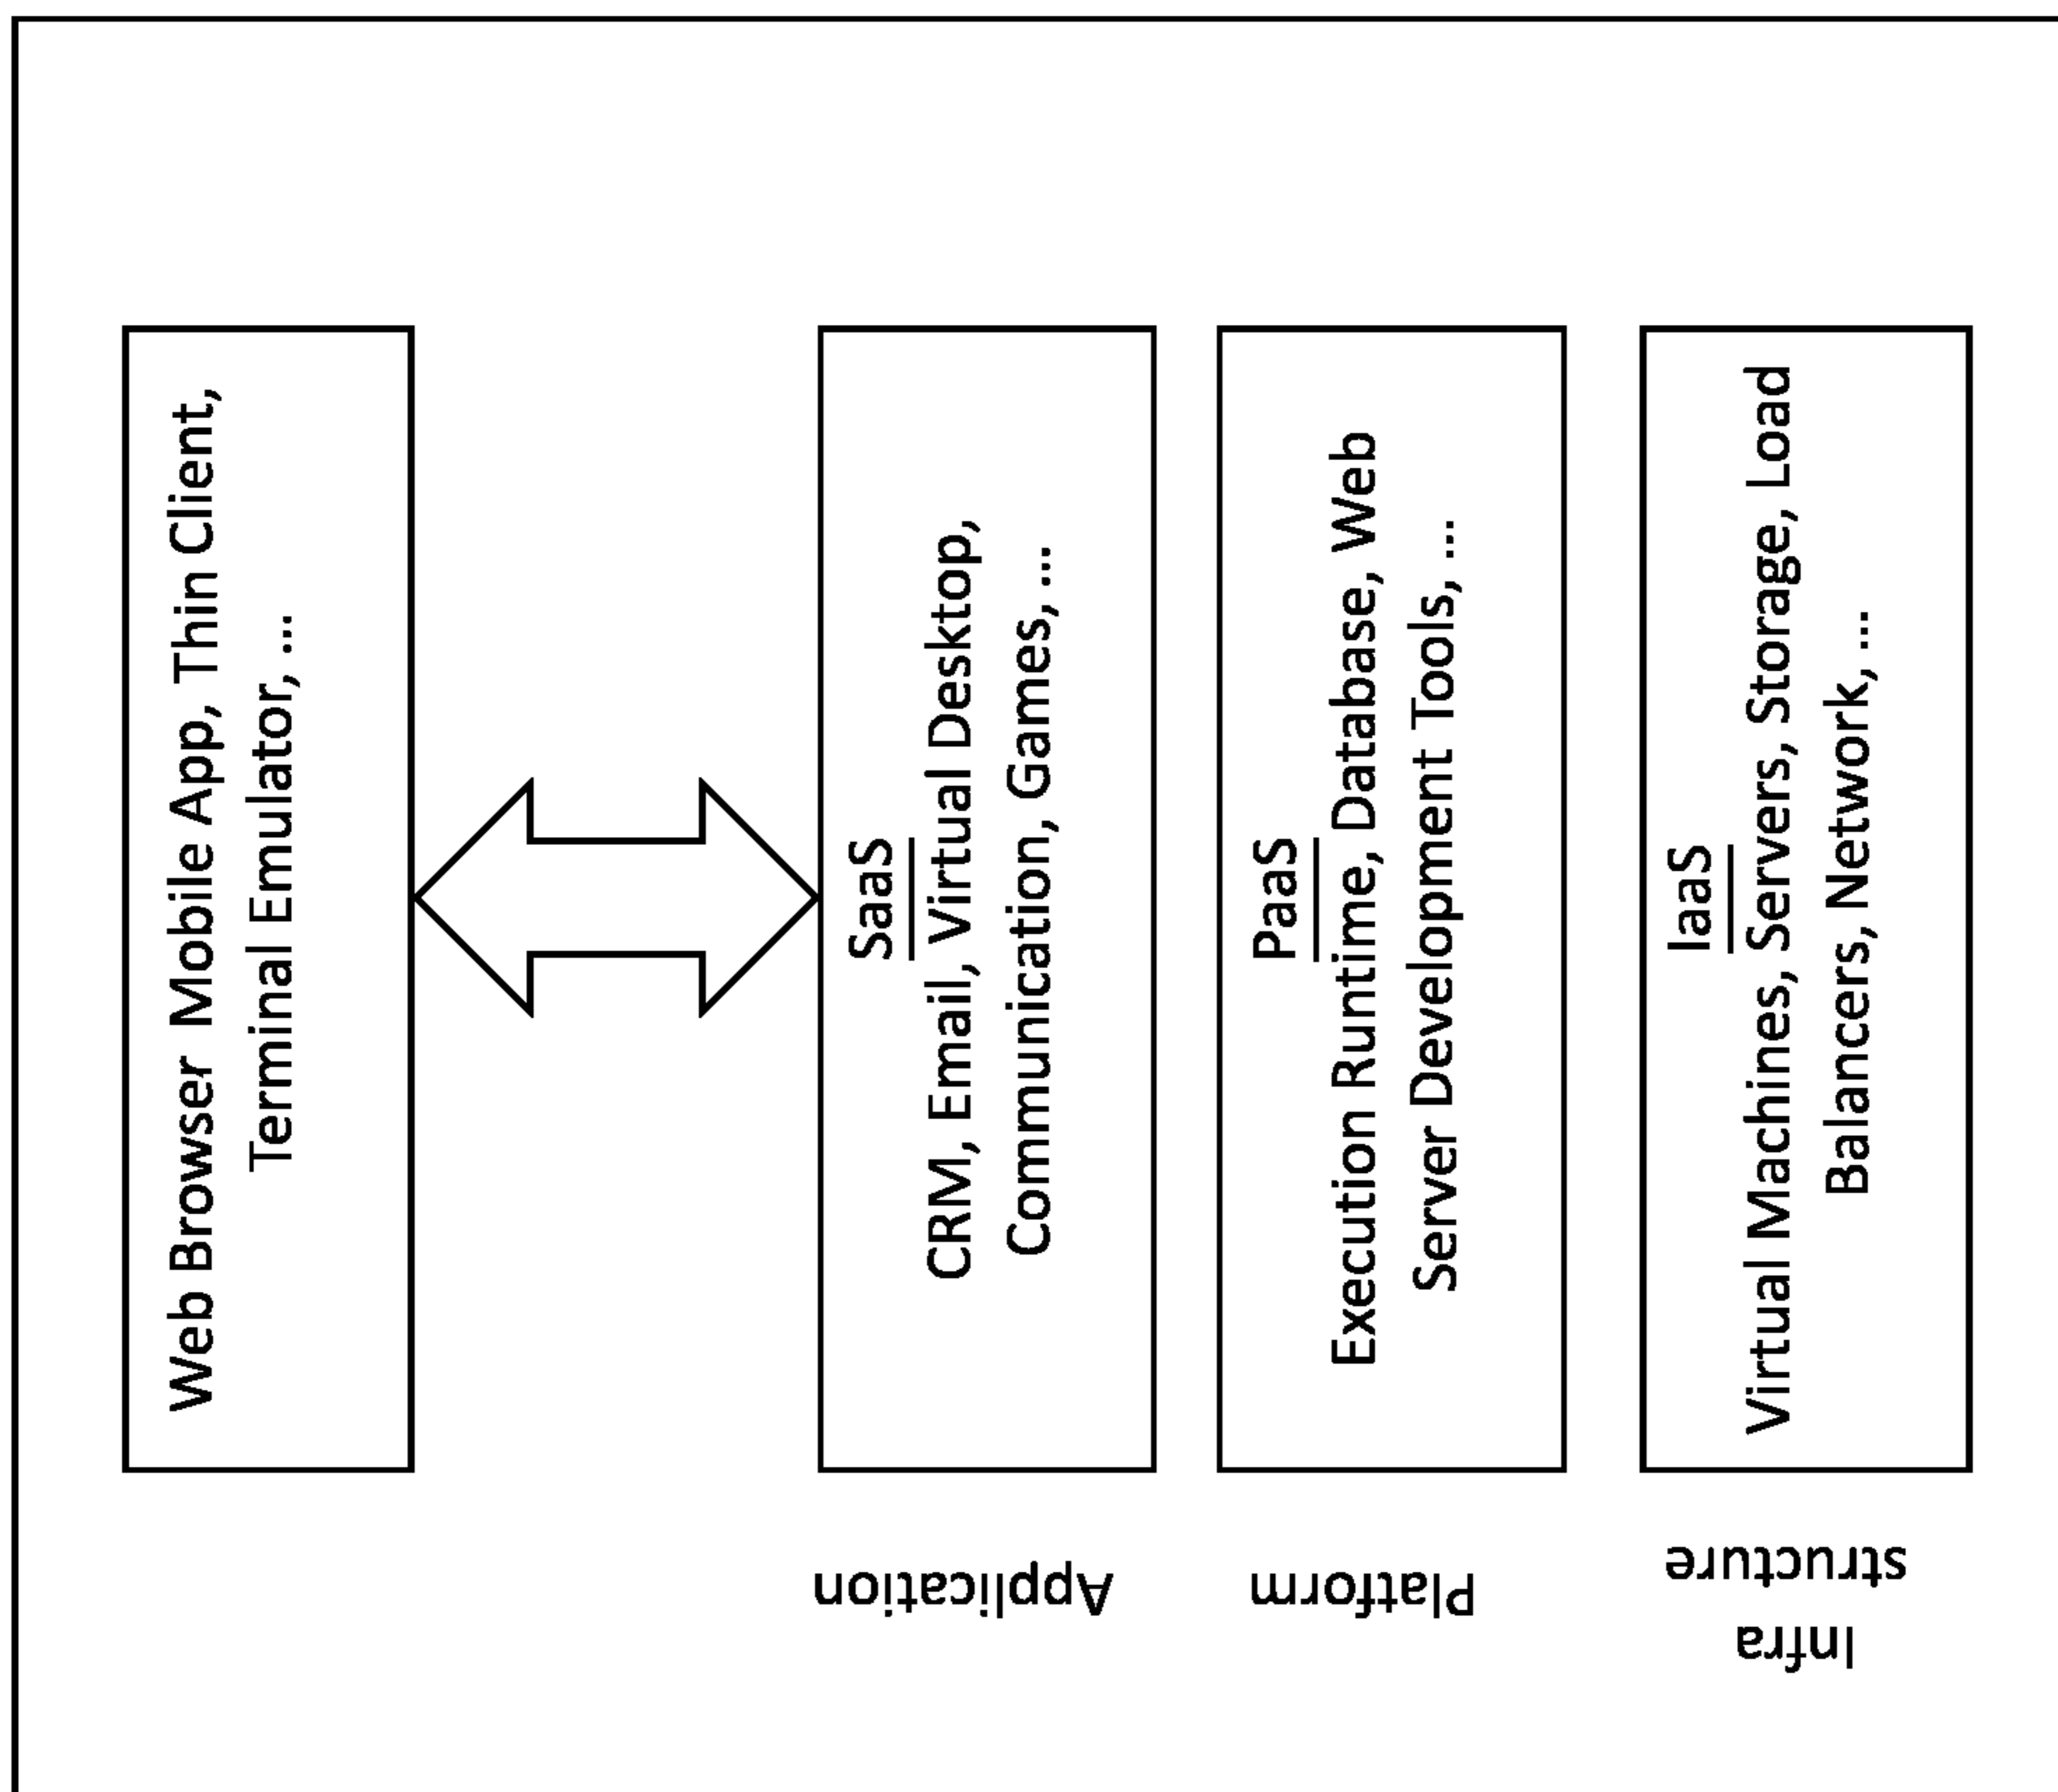 Web Browser Mobile App, Thin Client,
Terminal Emulator, ...
Application
SaaS
CRM, Email, Virtual Desktop,
Communication, Games, ...
Platform
PaaS
Execution Runtime, Database, Web
Server Development Tools, ...
Infra
structure
IaaS
Virtual Machines, Servers, Storage, Load
Balancers, Network, ...